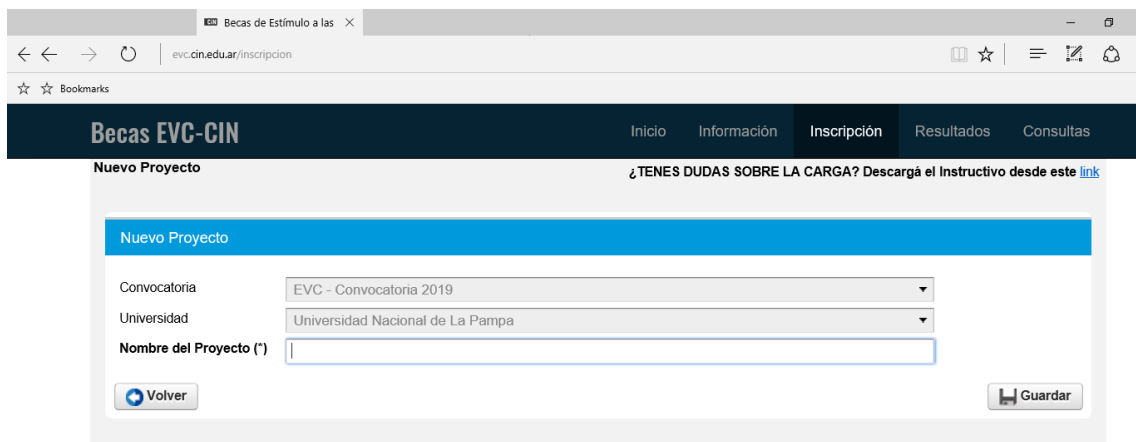 Becas de Estímulo a las
evc.cin.edu.ar/inscripcion
Bookmarks
Becas EVC-CIN Inicio Información Inscripción Resultados Consultas
Nuevo Proyecto ¿TENES DUDAS SOBRE LA CARGA? Descargá el Instructivo desde este link
Nuevo Proyecto
Convocatoria EVC - Convocatoria 2019
Universidad Universidad Nacional de La Pampa
Nombre del Proyecto (*)
Volver Guardar